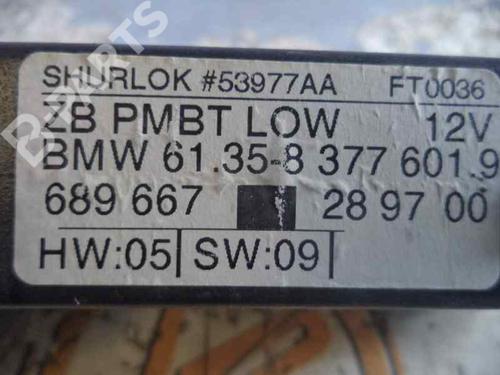 SHURLOK #53977AA FT0036
ZB PMBT LOW 12V
BMW 61.35-8 377 601.9
689 667 28 97 00
HW:05 SW:09
B-PARTS